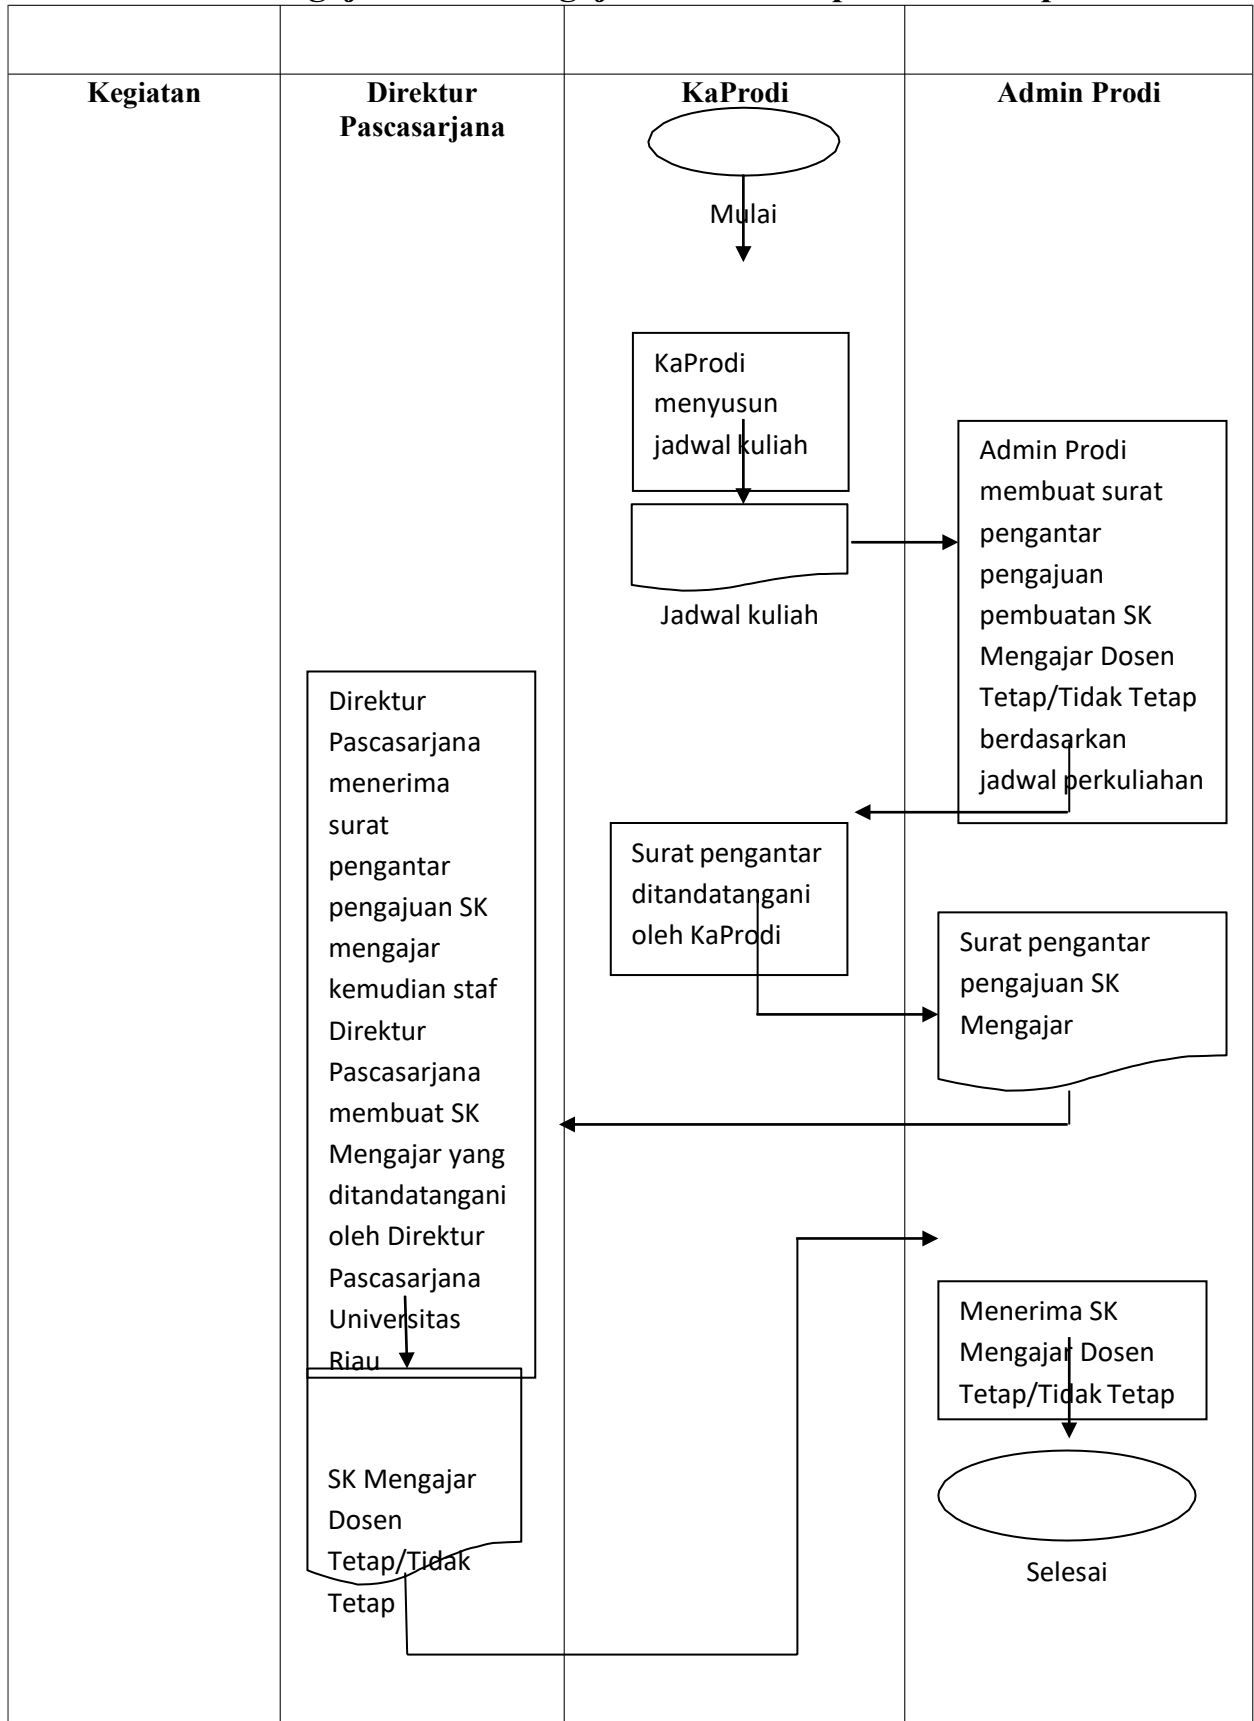 Kegiatan
Direktur
Pascasarjana
KaProdi
Admin Prodi
Mulai
KaProdi
menyusun
jadwal kuliah
Jadwal kuliah
Admin Prodi
membuat surat
pengantar
pengajuan
pembuatan SK
Mengajar Dosen
Tetap/Tidak Tetap
berdasarkan
jadwal perkuliahan
Surat pengantar
ditandatangani
oleh KaProdi
Surat pengantar
pengajuan SK
Mengajar
Direktur
Pascasarjana
menerima
surat
pengantar
pengajuan SK
mengajar
kemudian staf
Direktur
Pascasarjana
membuat SK
Mengajar yang
ditandatangani
oleh Direktur
Pascasarjana
Universitas
Riau
SK Mengajar
Dosen
Tetap/Tidak
Tetap
Menerima SK
Mengajar Dosen
Tetap/Tidak Tetap
Selesai